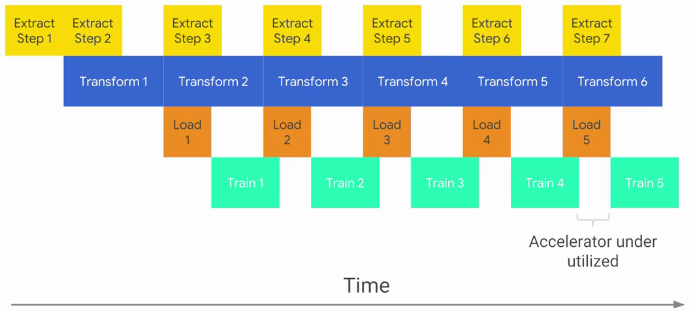 Extract Step 1
Extract Step 2
Extract Step 3
Extract Step 4
Extract Step 5
Extract Step 6
Extract Step 7
Transform 1
Transform 2
Transform 3
Transform 4
Transform 5
Transform 6
Load 1
Load 2
Load 3
Load 4
Load 5
Train 1
Train 2
Train 3
Train 4
Train 5
Accelerator under
utilized
Time